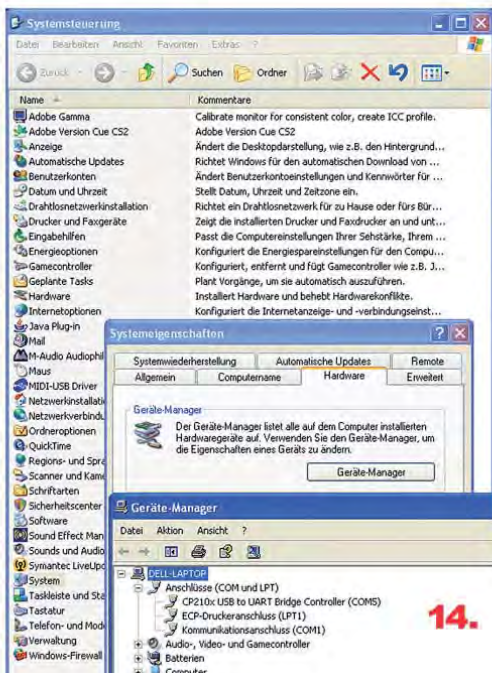 Systemsteuerung
Datei Bearbeiten Ansicht Favoriten Extras ?
Zurück Suchen Ordner
Name Kommentare
Adobe Gamma Calibrate monitor for consistent color, create ICC profile.
Adobe Version Cue CS2 Adobe Version Cue CS2
Anzeige Ändert die Desktopdarstellung, wie z.B. den Hintergrund...
Automatische Updates Richtet Windows für den automatischen Download von ...
Benutzerkonten Ändert Benutzerkontoeinstellungen und Kennwörter für ...
Datum und Uhrzeit Stellt Datum, Uhrzeit und Zeitzone ein.
Drahtlosnetzwerkinstallation Richtet ein Drahtlosnetzwerk für zu Hause oder fürs Bür...
Drucker und Faxgeräte Zeigt die installierten Drucker und Faxdrucker an und unt...
Eingabehilfen Passt die Computereinstellungen Ihrer Sehstärke, Ihrem ...
Energieoptionen Konfiguriert die Energiespareinstellungen für den Compu...
Gamecontroller Konfiguriert, entfernt und fügt Gamecontroller wie z.B. J...
Geplante Tasks Plant Vorgänge, um sie automatisch auszuführen.
Hardware Installiert Hardware und behebt Hardwarekonflikte.
Internetoptionen Konfiguriert die Internetanzeige- und -verbindungseinst...
Java Plug-in
Mail
M-Audio Audiophil
Maus
MIDI-USB Driver
Netzwerkinstallati
Netzwerkverbindu
Ordneroptionen
QuickTime
Regions- und Spra
Scanner und Kame
Schriftarten
Sicherheitscenter
Software
Sound Effect Man
Sounds und Audio
Symantec LiveUpd
System
Taskleiste und Sta
Tastatur
Telefon- und Mod
Verwaltung
Windows-Firewall
Systemeigenschaften
Systemwiederherstellung Automatische Updates Remote
Allgemein Computername Hardware Erweitert
Geräte-Manager
Der Geräte-Manager listet alle auf dem Computer installierten
Hardwaregeräte auf. Verwenden Sie den Geräte-Manager, um
die Eigenschaften eines Geräts zu ändern.
Geräte-Manager
Geräte-Manager
Datei Aktion Ansicht ?
DELL-LAPTOP
Anschlüsse (COM und LPT)
CP210x USB to UART Bridge Controller (COM5)
ECP-Druckeranschluss (LPT1)
Kommunikationsanschluss (COM1)
Audio-, Video- und Gamecontroller
Batterien
Computer
14.